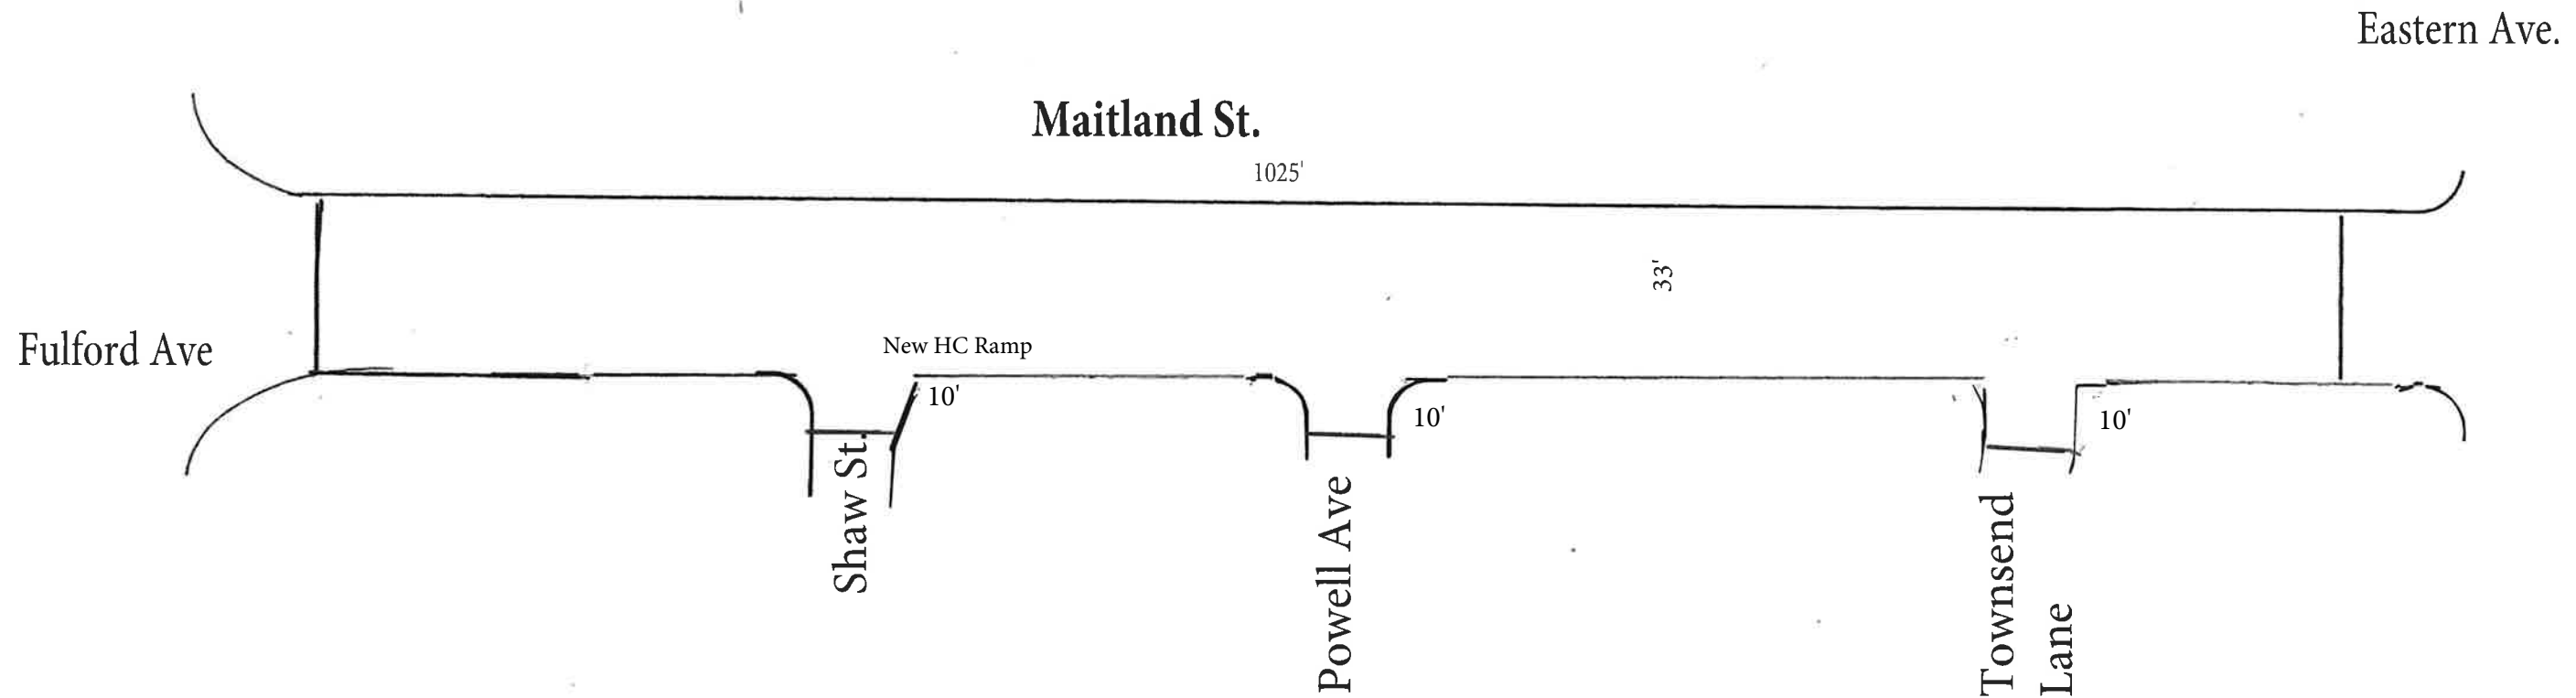 Eastern Ave.
Maitland St.
1025'
33'
Fulford Ave
New HC Ramp
10'
10'
10'
Shaw St.
Powell Ave
Townsend
Lane